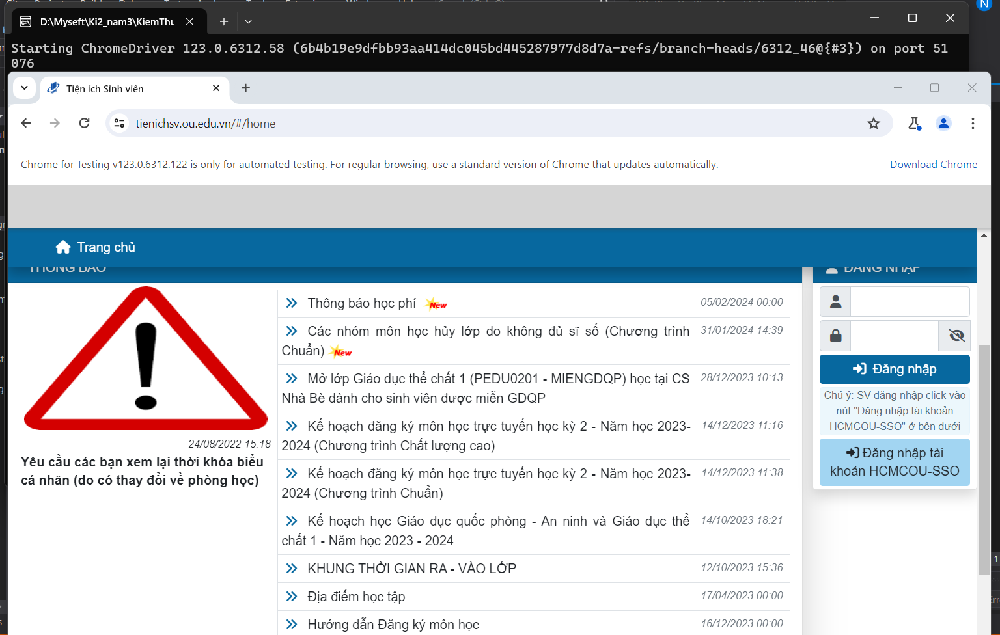 D:\Myseft\Ki2_nam3\KiemThu
Starting ChromeDriver 123.0.6312.58 (6b4b19e9dfbb93aa414dc045bd445287977d8d7a-refs/branch-heads/6312_46@{#3}) on port 51
076
Tiện ích Sinh viên
tienichsv.ou.edu.vn/#/home
Chrome for Testing v123.0.6312.122 is only for automated testing. For regular browsing, use a standard version of Chrome that updates automatically.
Download Chrome
Trang chủ
THÔNG BÁO
24/08/2022 15:18
Yêu cầu các bạn xem lại thời khóa biểu
cá nhân (do có thay đổi về phòng học)
Thông báo học phí New 05/02/2024 00:00
Các nhóm môn học hủy lớp do không đủ sĩ số (Chương trình 31/01/2024 14:39
Chuẩn) New
Mở lớp Giáo dục thể chất 1 (PEDU0201 - MIENGDQP) học tại CS 28/12/2023 10:13
Nhà Bè dành cho sinh viên được miễn GDQP
Kế hoạch đăng ký môn học trực tuyến học kỳ 2 - Năm học 2023- 14/12/2023 11:16
2024 (Chương trình Chất lượng cao)
Kế hoạch đăng ký môn học trực tuyến học kỳ 2 - Năm học 2023- 14/12/2023 11:38
2024 (Chương trình Chuẩn)
Kế hoạch học Giáo dục quốc phòng - An ninh và Giáo dục thể 14/10/2023 18:21
chất 1 - Năm học 2023 - 2024
KHUNG THỜI GIAN RA - VÀO LỚP 12/10/2023 15:36
Địa điểm học tập 17/04/2023 00:00
Hướng dẫn Đăng ký môn học 16/12/2023 00:00
ĐĂNG NHẬP
Đăng nhập
Chú ý: SV đăng nhập click vào
nút "Đăng nhập tài khoản
HCMCOU-SSO" ở bên dưới
Đăng nhập tài
khoản HCMCOU-SSO
N